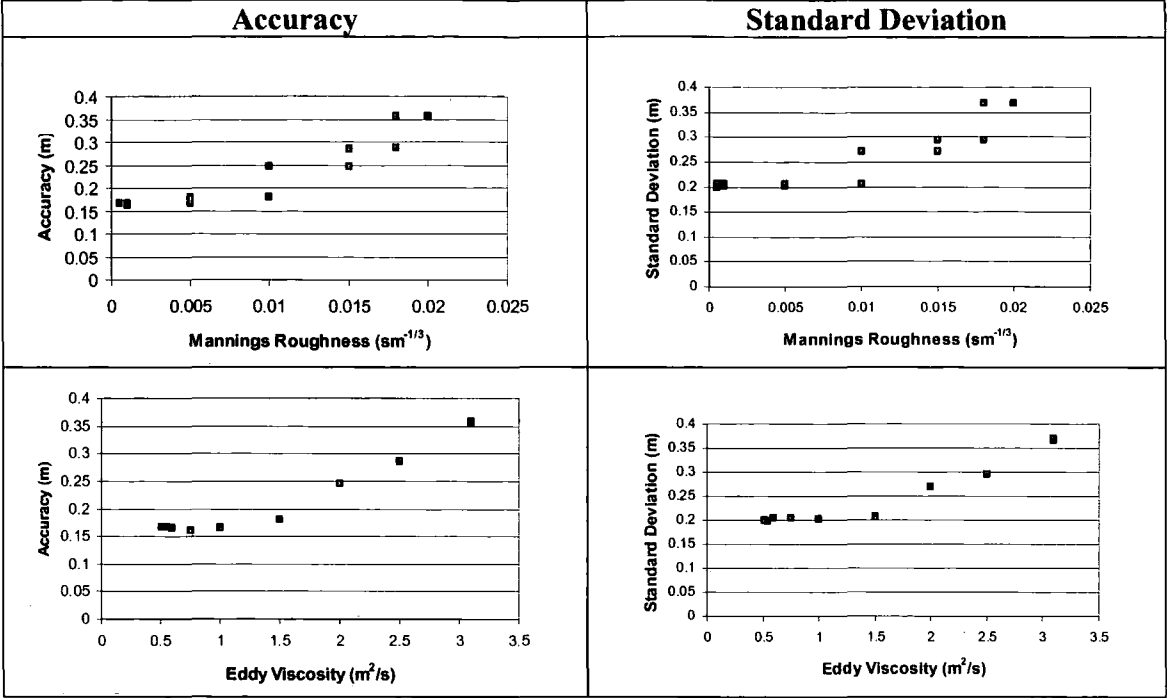 Accuracy
Standard Deviation
Accuracy (m)
0.4
0.35
0.3
0.25
0.2
0.15
0.1
0.05
0
0 0.005 0.01 0.015 0.02 0.025
Mannings Roughness (sm-1/3)
Standard Deviation (m)
0.4
0.35
0.3
0.25
0.2
0.15
0.1
0.05
0
0 0.005 0.01 0.015 0.02 0.025
Mannings Roughness (sm-1/3)
Accuracy (m)
0.4
0.35
0.3
0.25
0.2
0.15
0.1
0.05
0
0 0.5 1 1.5 2 2.5 3 3.5
Eddy Viscosity (m2/s)
Standard Deviation (m)
0.4
0.35
0.3
0.25
0.2
0.15
0.1
0.05
0
0 0.5 1 1.5 2 2.5 3 3.5
Eddy Viscosity (m2/s)